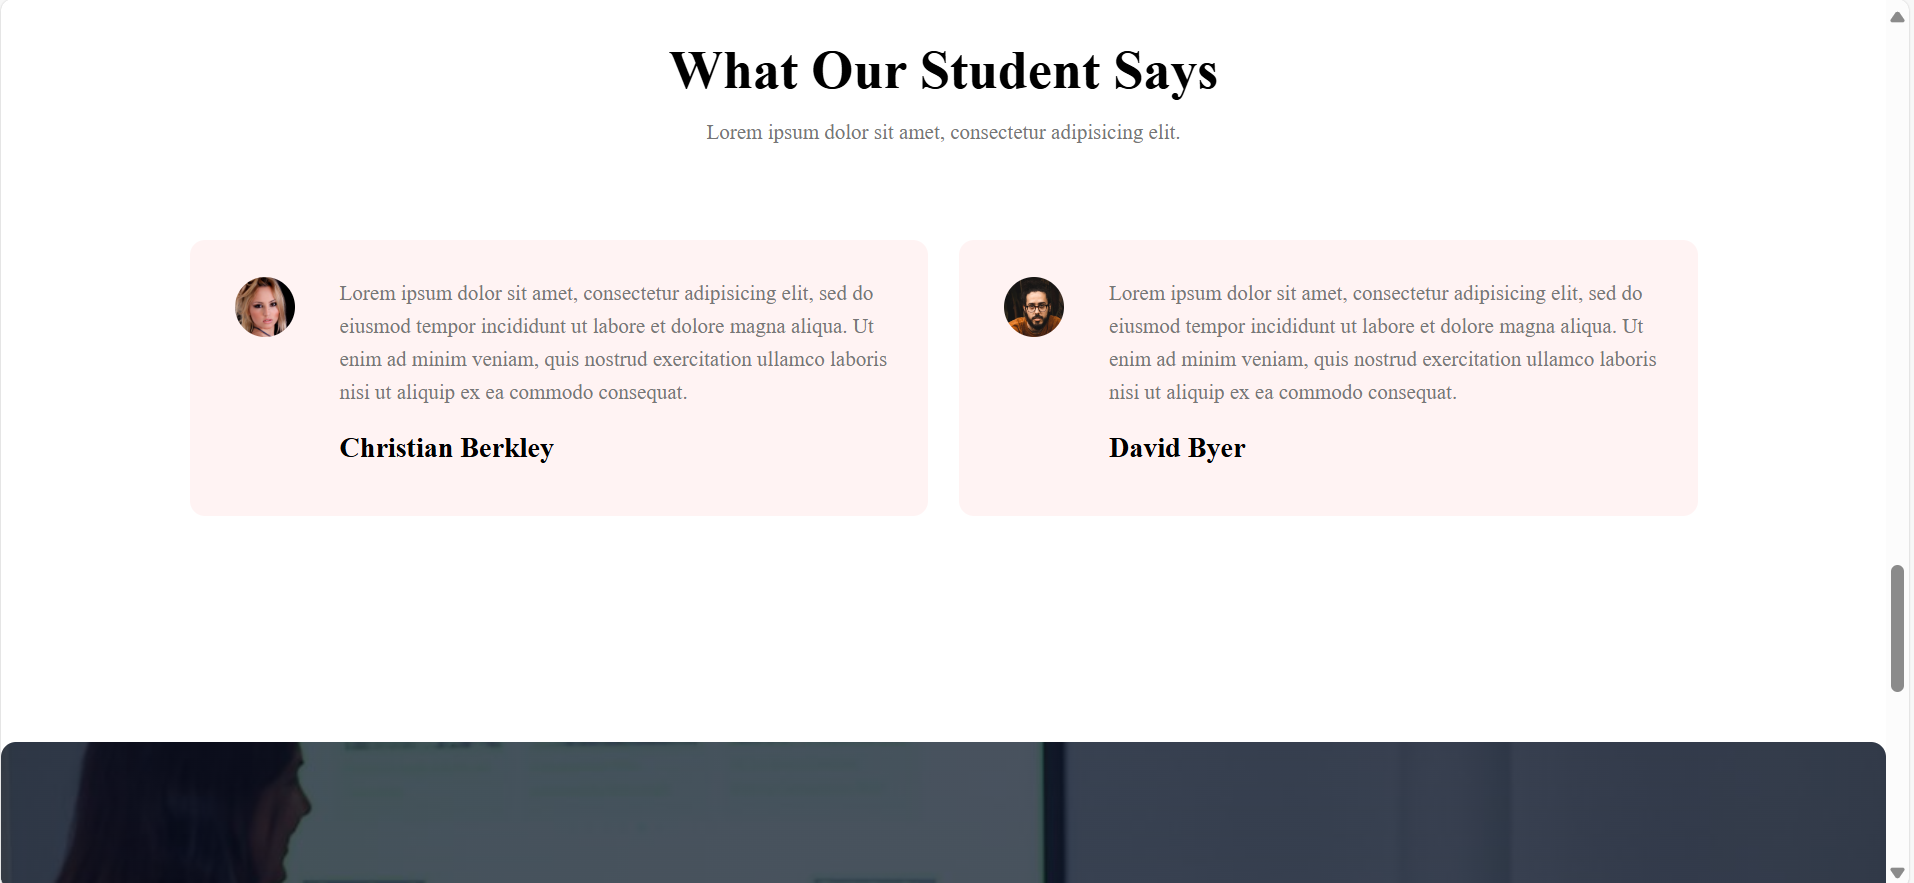 What Our Student Says
Lorem ipsum dolor sit amet, consectetur adipisicing elit.
Lorem ipsum dolor sit amet, consectetur adipisicing elit, sed do
eiusmod tempor incididunt ut labore et dolore magna aliqua. Ut
enim ad minim veniam, quis nostrud exercitation ullamco laboris
nisi ut aliquip ex ea commodo consequat.
Christian Berkley
Lorem ipsum dolor sit amet, consectetur adipisicing elit, sed do
eiusmod tempor incididunt ut labore et dolore magna aliqua. Ut
enim ad minim veniam, quis nostrud exercitation ullamco laboris
nisi ut aliquip ex ea commodo consequat.
David Byer